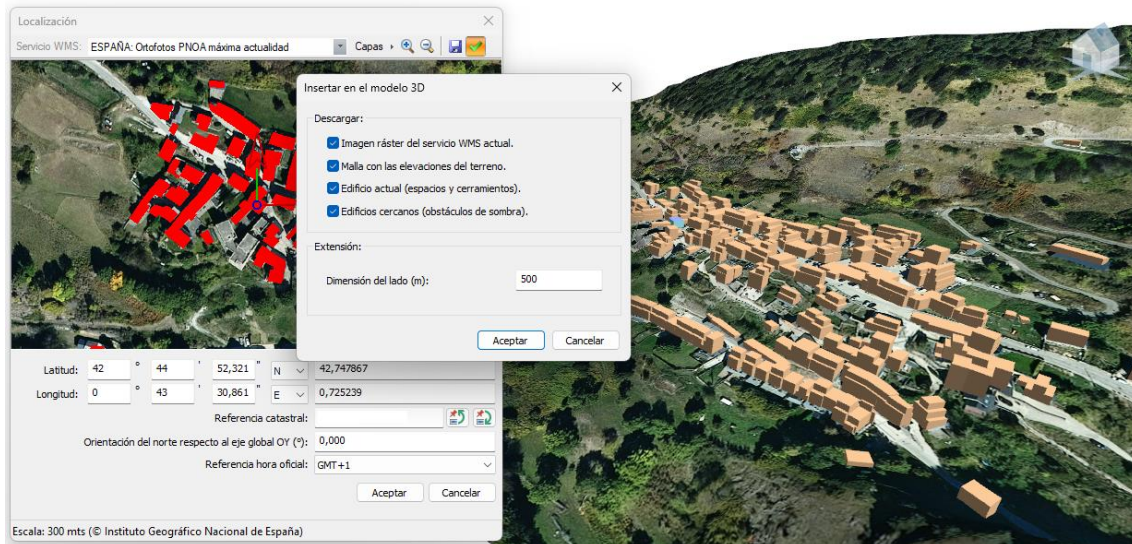 Localización
Servicio WMS: ESPAÑA: Ortofotos PNOA máxima actualidad Capas
Insertar en el modelo 3D
Descargar:
Imagen ráster del servicio WMS actual.
Malla con las elevaciones del terreno.
Edificio actual (espacios y cerramientos).
Edificios cercanos (obstáculos de sombra).
Extensión:
Dimensión del lado (m): 500
Aceptar Cancelar
Latitud: 42 ° 44 ' 52,321 " N 42,747867
Longitud: 0 ° 43 ' 30,861 " E 0,725239
Referencia catastral:
Orientación del norte respecto al eje global OY (°): 0,000
Referencia hora oficial: GMT+1
Aceptar Cancelar
Escala: 300 mts (© Instituto Geográfico Nacional de España)